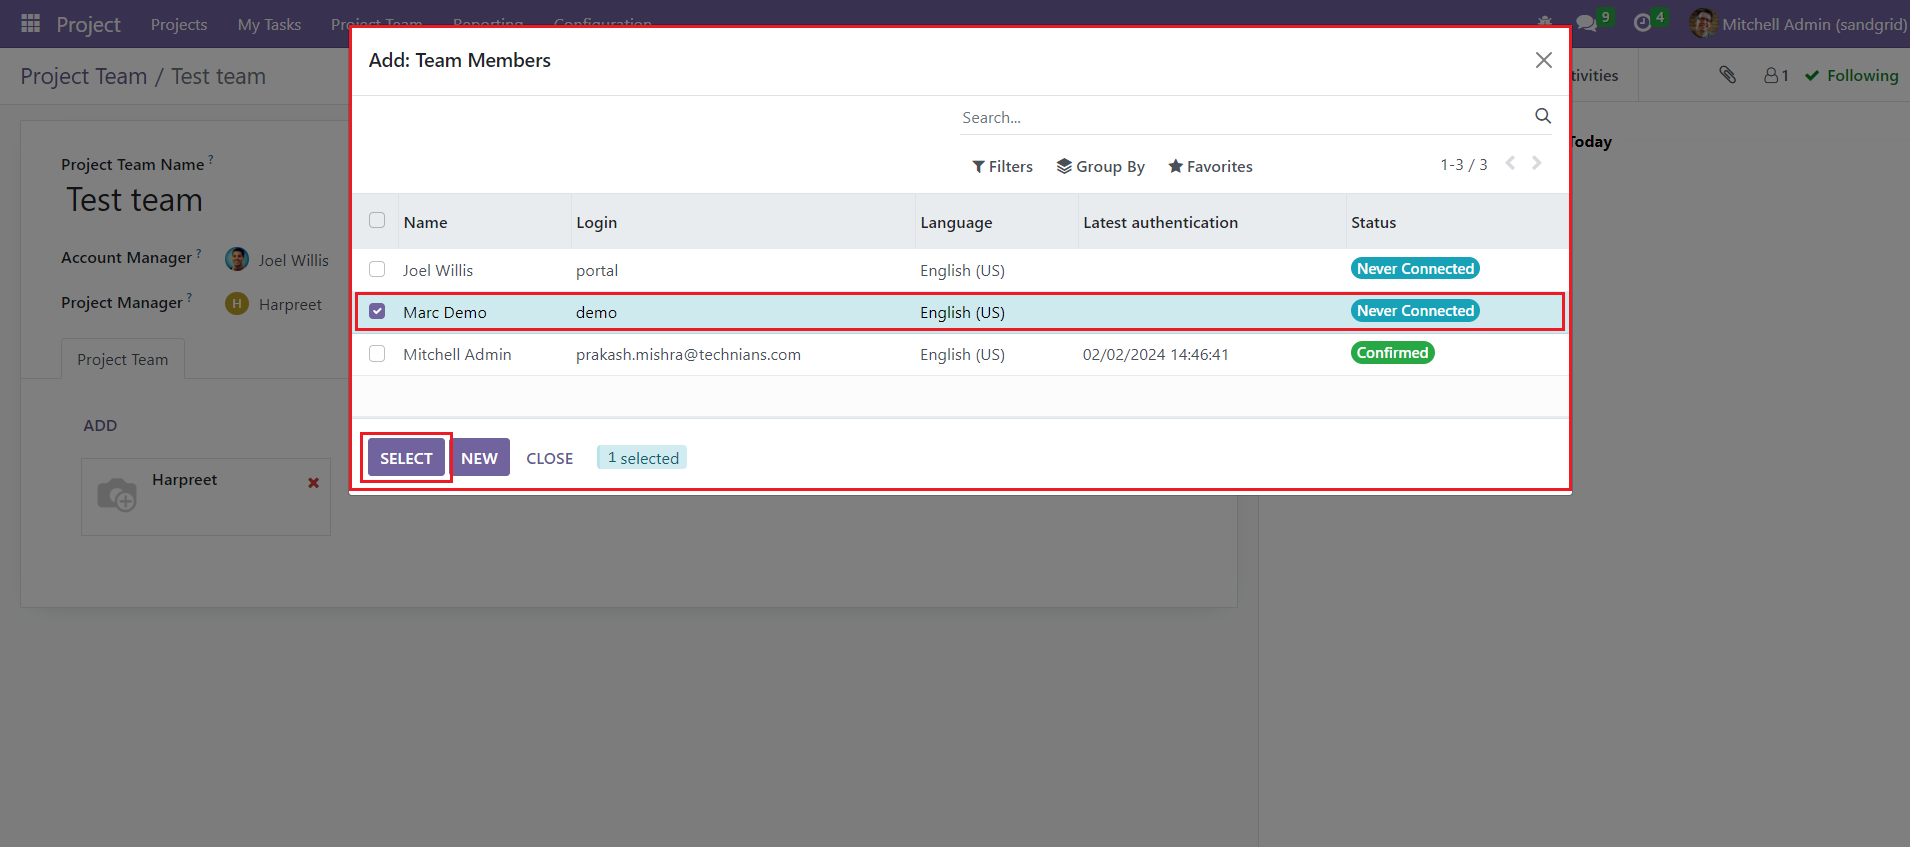 Project Projects My Tasks Project Team Reporting Configuration 9 4 Mitchell Admin (sandgrid)
Project Team / Test team
tivities 1 Following
Add: Team Members
Search...
Today
Filters Group By Favorites 1-3 / 3
Project Team Name ?
Test team
Account Manager ? Joel Willis
Project Manager ? H Harpreet
Project Team
ADD
Harpreet
Name Login Language Latest authentication Status
Joel Willis portal English (US) Never Connected
Marc Demo demo English (US) Never Connected
Mitchell Admin prakash.mishra@technians.com English (US) 02/02/2024 14:46:41 Confirmed
SELECT NEW CLOSE 1 selected